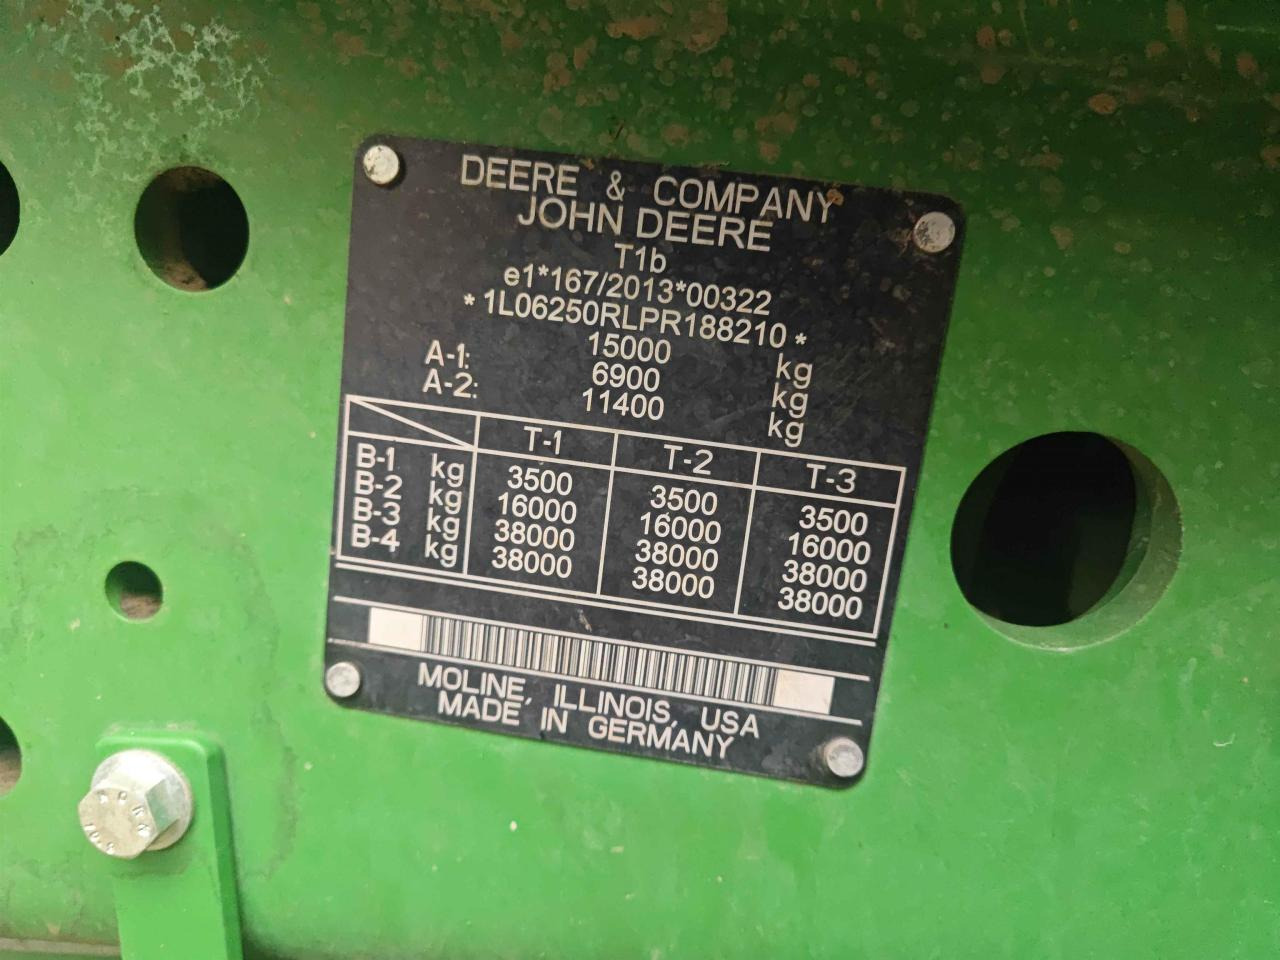 DEERE & COMPANY
JOHN DEERE
T1b
e1*167/2013*00322
*1L06250RLPR188210*
15000 kg
A-1: 6900 kg
A-2: 11400 kg
T-1 T-2 T-3
B-1 kg 3500 3500 3500
B-2 kg 16000 16000 16000
B-3 kg 38000 38000 38000
B-4 kg 38000 38000 38000
MOLINE, ILLINOIS, USA
MADE IN GERMANY